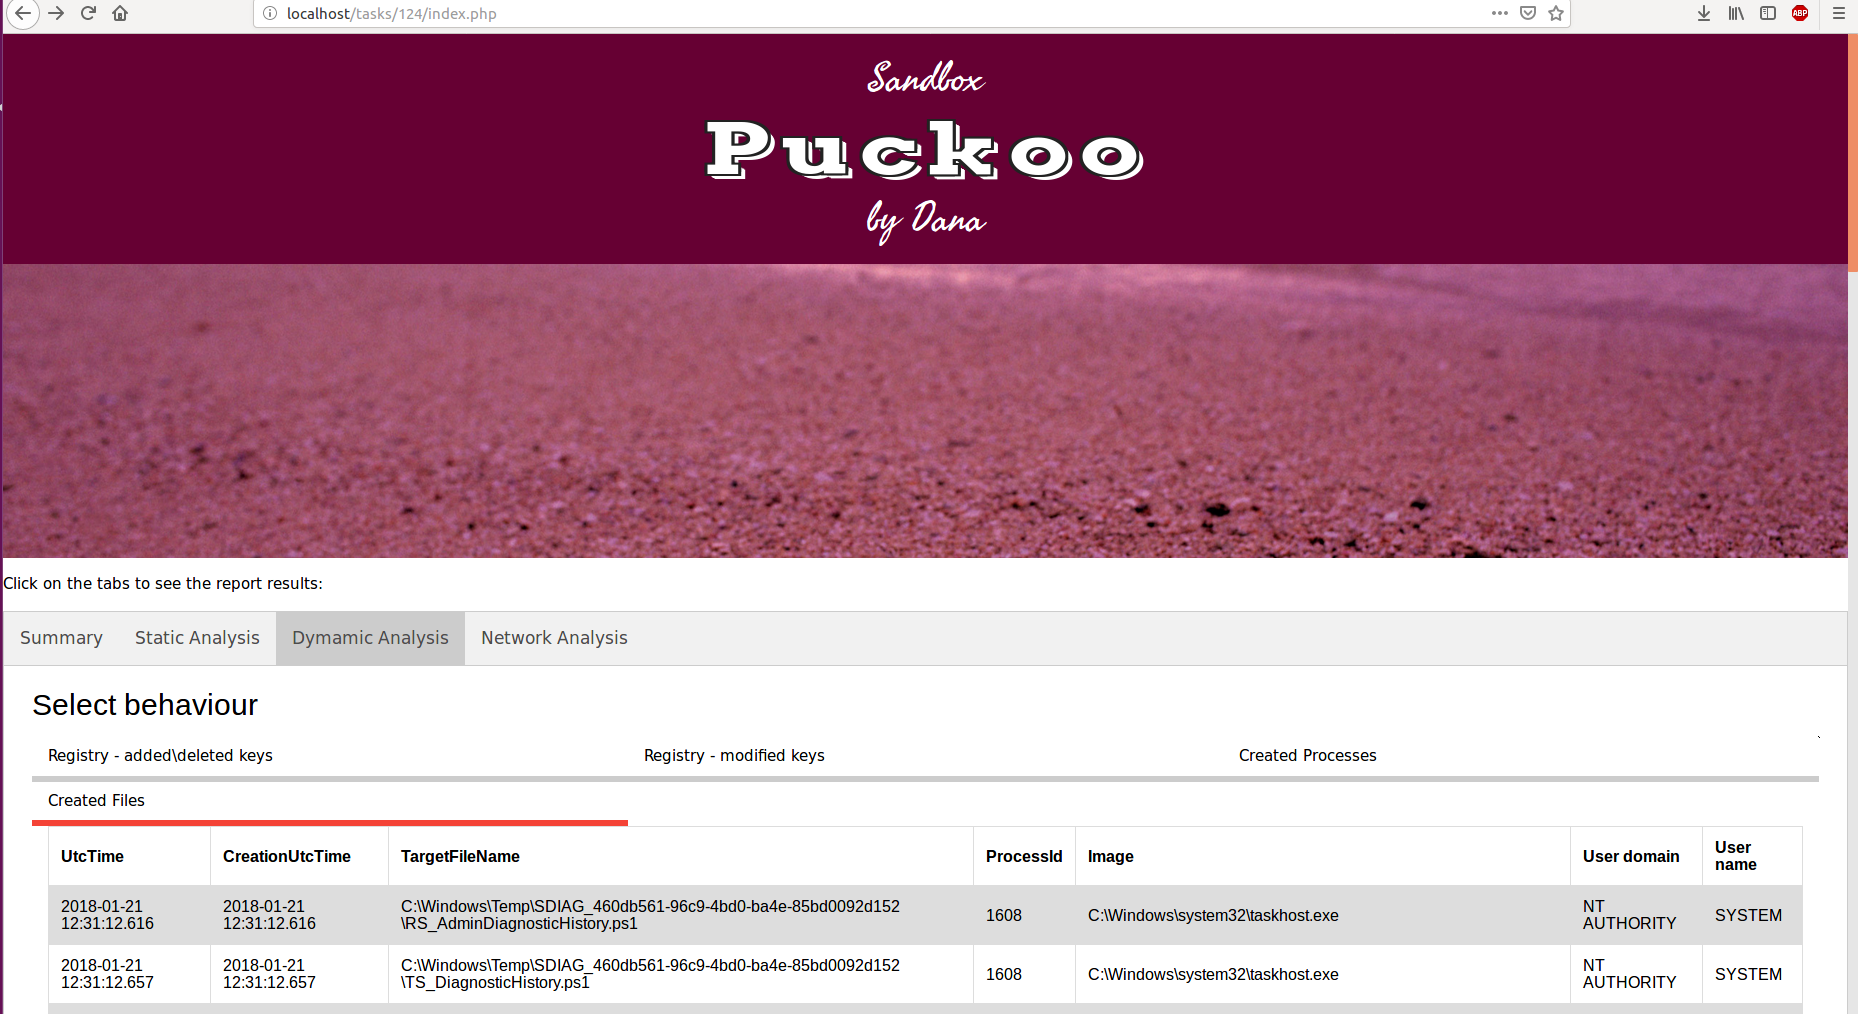 localhost/tasks/124/index.php
ABP
Sandbox
Puckoo
by Dana
Click on the tabs to see the report results:
Summary Static Analysis Dymamic Analysis Network Analysis
Select behaviour
Registry - added\deleted keys Registry - modified keys Created Processes
Created Files
UtcTime CreationUtcTime TargetFileName ProcessId Image User domain User name
2018-01-21 12:31:12.616 2018-01-21 12:31:12.616 C:\Windows\Temp\SDIAG_460db561-96c9-4bd0-ba4e-85bd0092d152\RS_AdminDiagnosticHistory.ps1 1608 C:\Windows\system32\taskhost.exe NT AUTHORITY SYSTEM
2018-01-21 12:31:12.657 2018-01-21 12:31:12.657 C:\Windows\Temp\SDIAG_460db561-96c9-4bd0-ba4e-85bd0092d152\TS_DiagnosticHistory.ps1 1608 C:\Windows\system32\taskhost.exe NT AUTHORITY SYSTEM